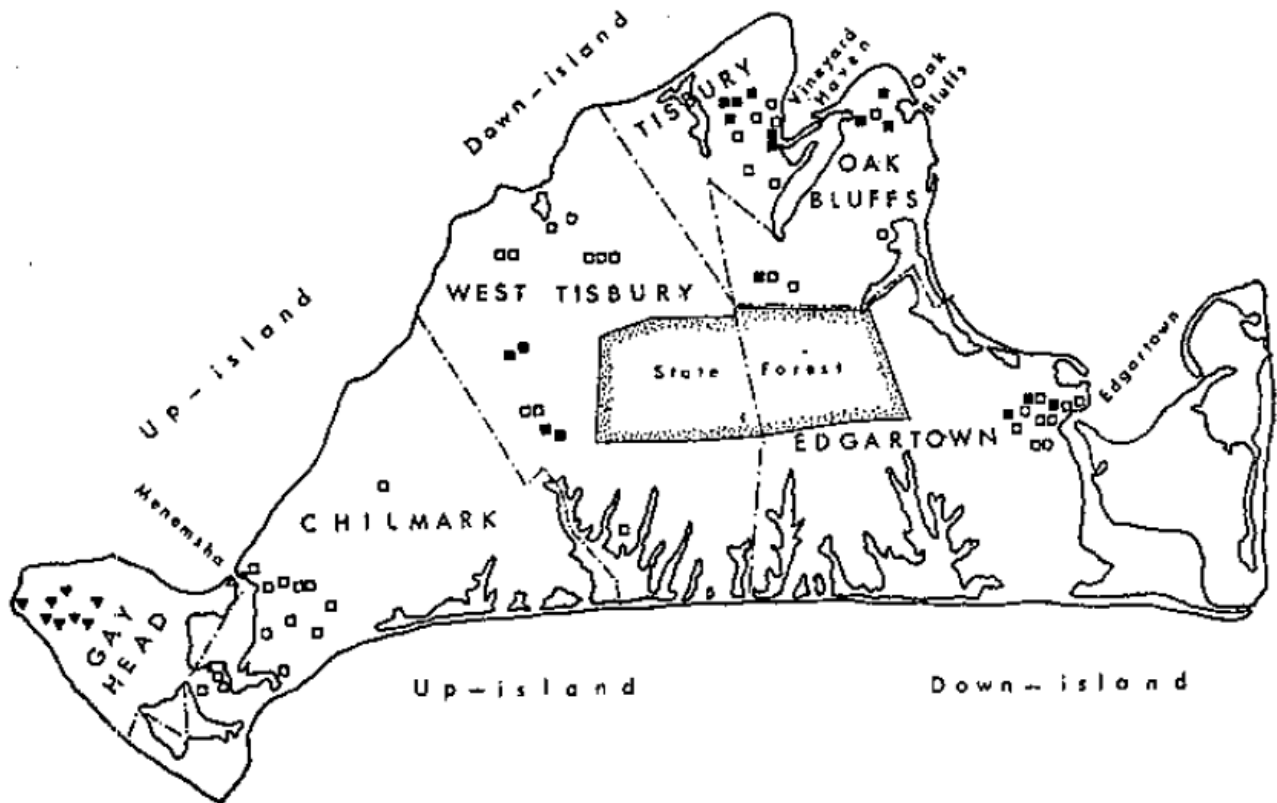 Down-island
TISBURY
Vineyard
Haven
Oak
Bluffs
OAK
BLUFFS
WEST TISBURY
Up-island
State Forest
Edgartown
EDGARTOWN
Menemsha
CHILMARK
GAY
HEAD
Up-island
Down-island